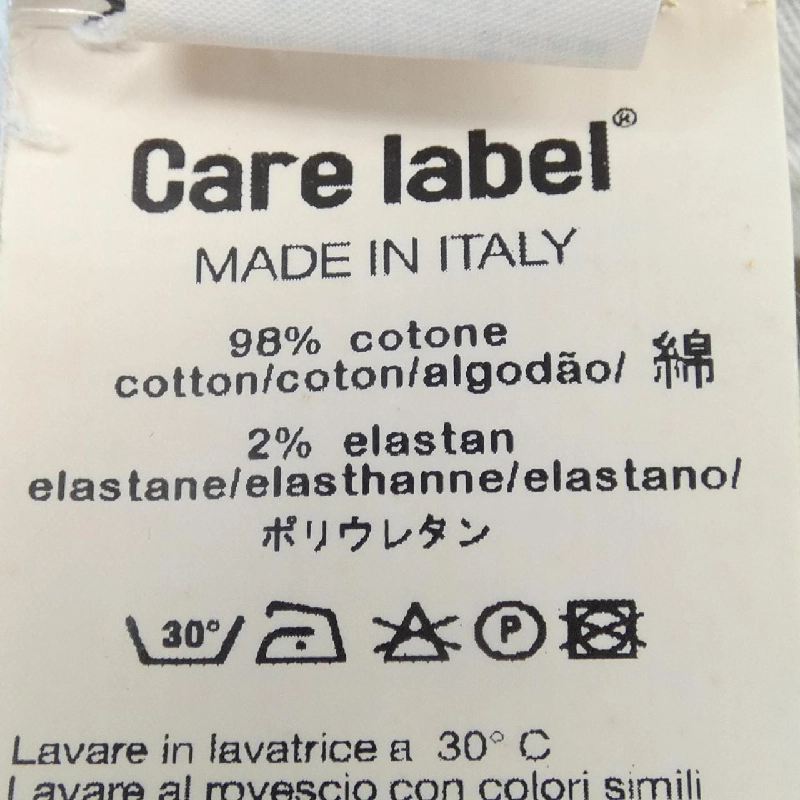 Care label®
MADE IN ITALY
98% cotone
cotton/coton/algodão/ 綿
2% elastan
elastane/elasthanne/elastano/
ポリウレタン
30° P
Lavare in lavatrice a 30° C
Lavare al rovescio con colori simili